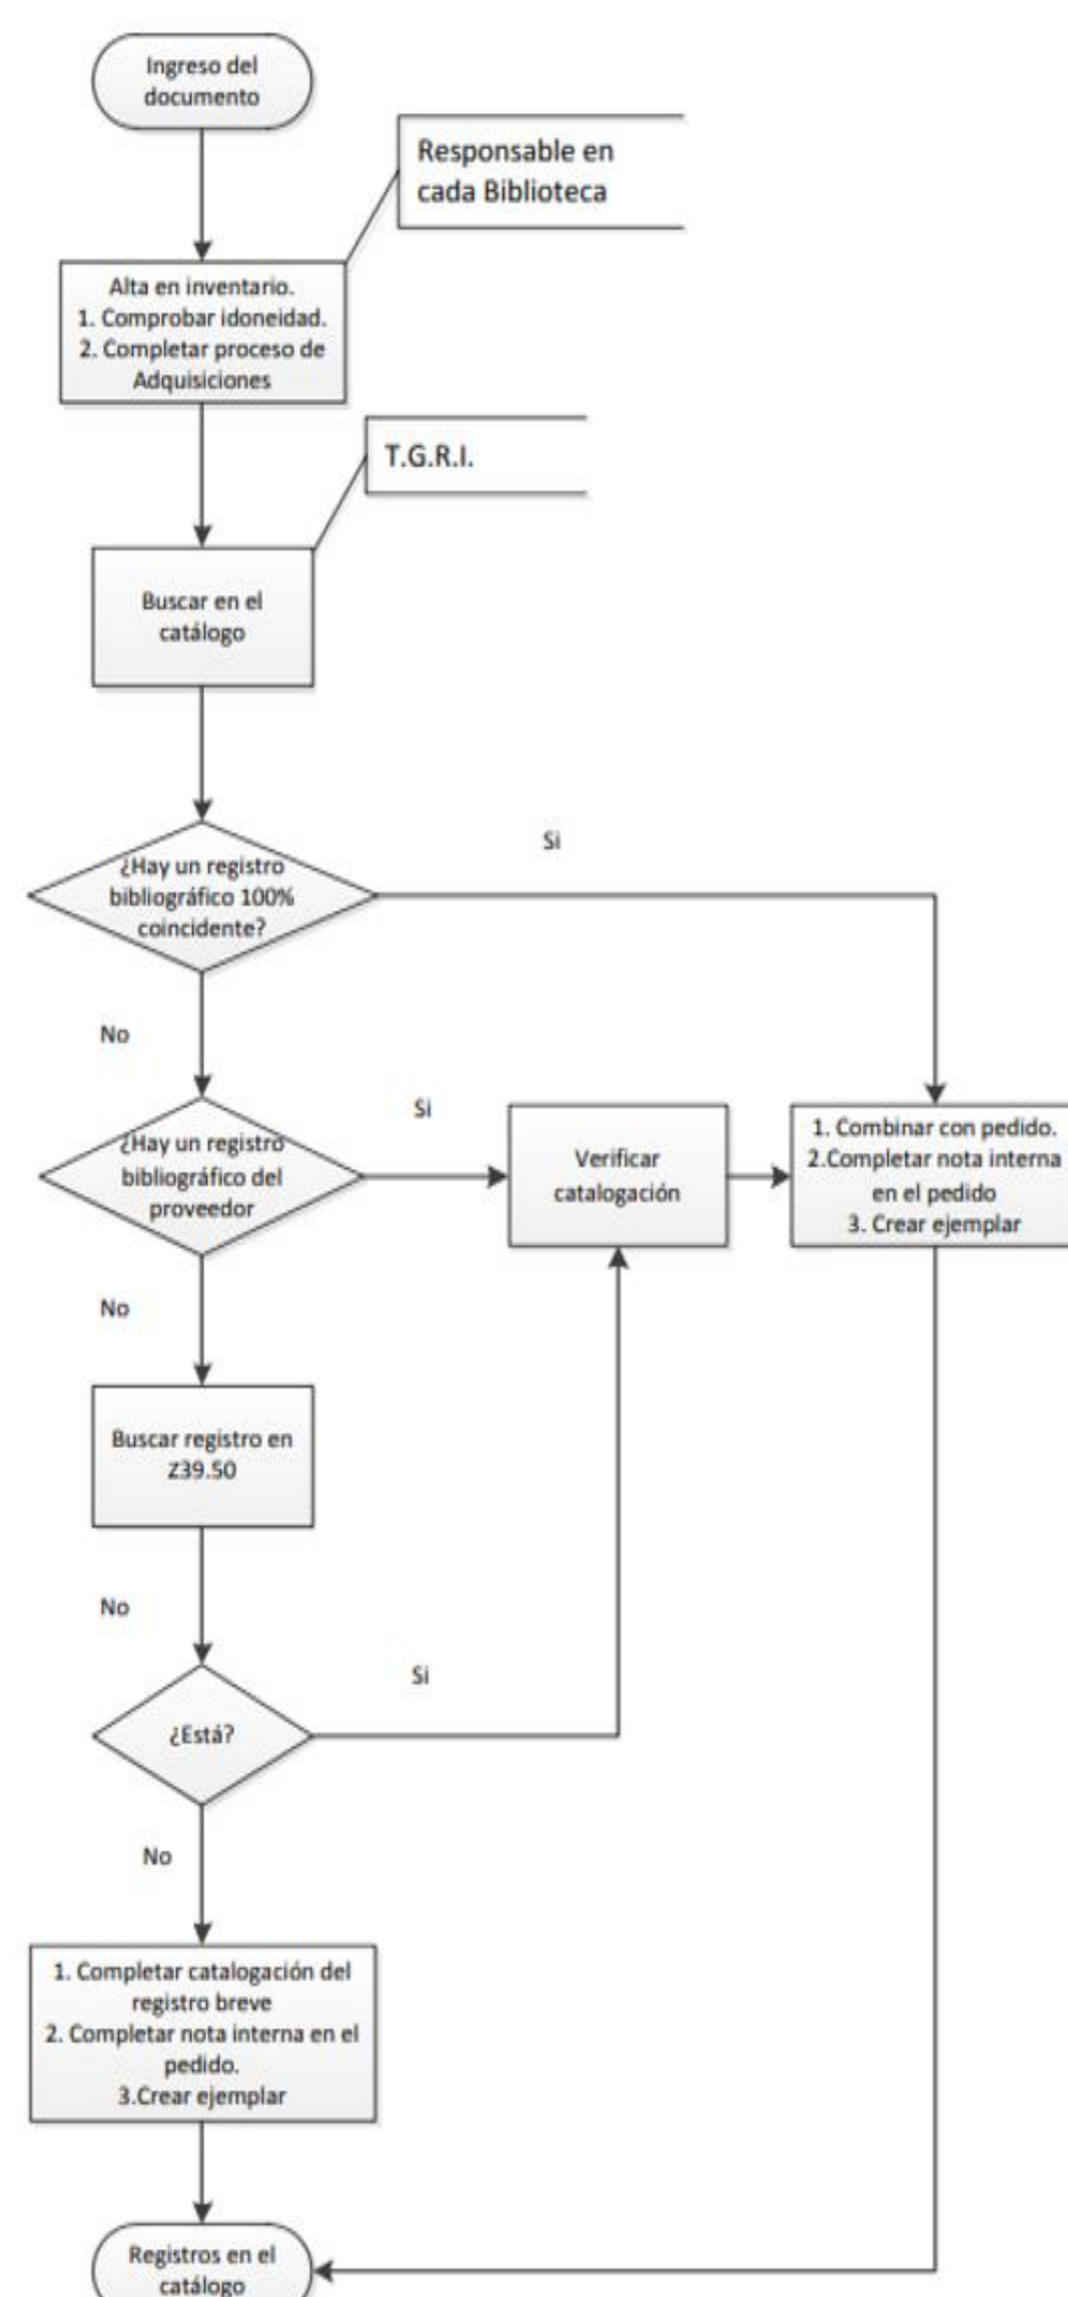 Ingreso del
documento
Responsable en
cada Biblioteca
Alta en inventario.
1. Comprobar idoneidad.
2. Completar proceso de
Adquisiciones
T.G.R.I.
Buscar en el
catálogo
¿Hay un registro
bibliográfico 100%
coincidente?
Si
No
¿Hay un registro
bibliográfico del
proveedor
Si
Verificar
catalogación
1. Combinar con pedido.
2.Completar nota interna
en el pedido
3. Crear ejemplar
No
Buscar registro en
Z39.50
No
Si
¿Está?
No
1. Completar catalogación del
registro breve
2. Completar nota interna en el
pedido.
3.Crear ejemplar
Registros en el
catálogo